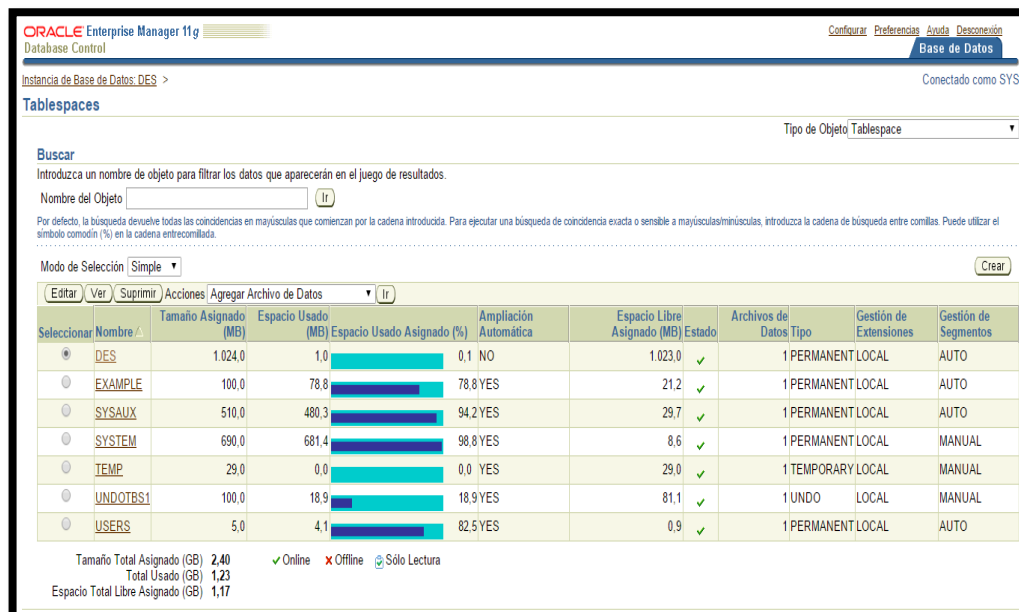 ORACLE Enterprise Manager 11g
Database Control
Configurar Preferencias Ayuda Desconexión
Base de Datos
Instancia de Base de Datos: DES >
Conectado como SYS
Tablespaces
Tipo de Objeto Tablespace
Buscar
Introduzca un nombre de objeto para filtrar los datos que aparecerán en el juego de resultados.
Nombre del Objeto Ir
Por defecto, la búsqueda devuelve todas las coincidencias en mayúsculas que comienzan por la cadena introducida. Para ejecutar una búsqueda de coincidencia exacta o sensible a mayúsculas/minúsculas, introduzca la cadena de búsqueda entre comillas. Puede utilizar el
símbolo comodín (%) en la cadena entrecomillada.
Modo de Selección Simple
Crear
Editar Ver Suprimir Acciones Agregar Archivo de Datos Ir
Seleccionar Nombre Tamaño Asignado (MB) Espacio Usado (MB) Espacio Usado Asignado (%) Ampliación Automática Espacio Libre Asignado (MB) Estado Archivos de Datos Tipo Gestión de Extensiones Gestión de Segmentos
DES 1.024,0 1,0 0,1 NO 1.023,0 1 PERMANENT LOCAL AUTO
EXAMPLE 100,0 78,8 78,8 YES 21,2 1 PERMANENT LOCAL AUTO
SYSAUX 510,0 480,3 94,2 YES 29,7 1 PERMANENT LOCAL AUTO
SYSTEM 690,0 681,4 98,8 YES 8,6 1 PERMANENT LOCAL MANUAL
TEMP 29,0 0,0 0,0 YES 29,0 1 TEMPORARY LOCAL MANUAL
UNDOTBS1 100,0 18,9 18,9 YES 81,1 1 UNDO LOCAL MANUAL
USERS 5,0 4,1 82,5 YES 0,9 1 PERMANENT LOCAL AUTO
Tamaño Total Asignado (GB) 2,40
Online Offline Sólo Lectura
Total Usado (GB) 1,23
Espacio Total Libre Asignado (GB) 1,17